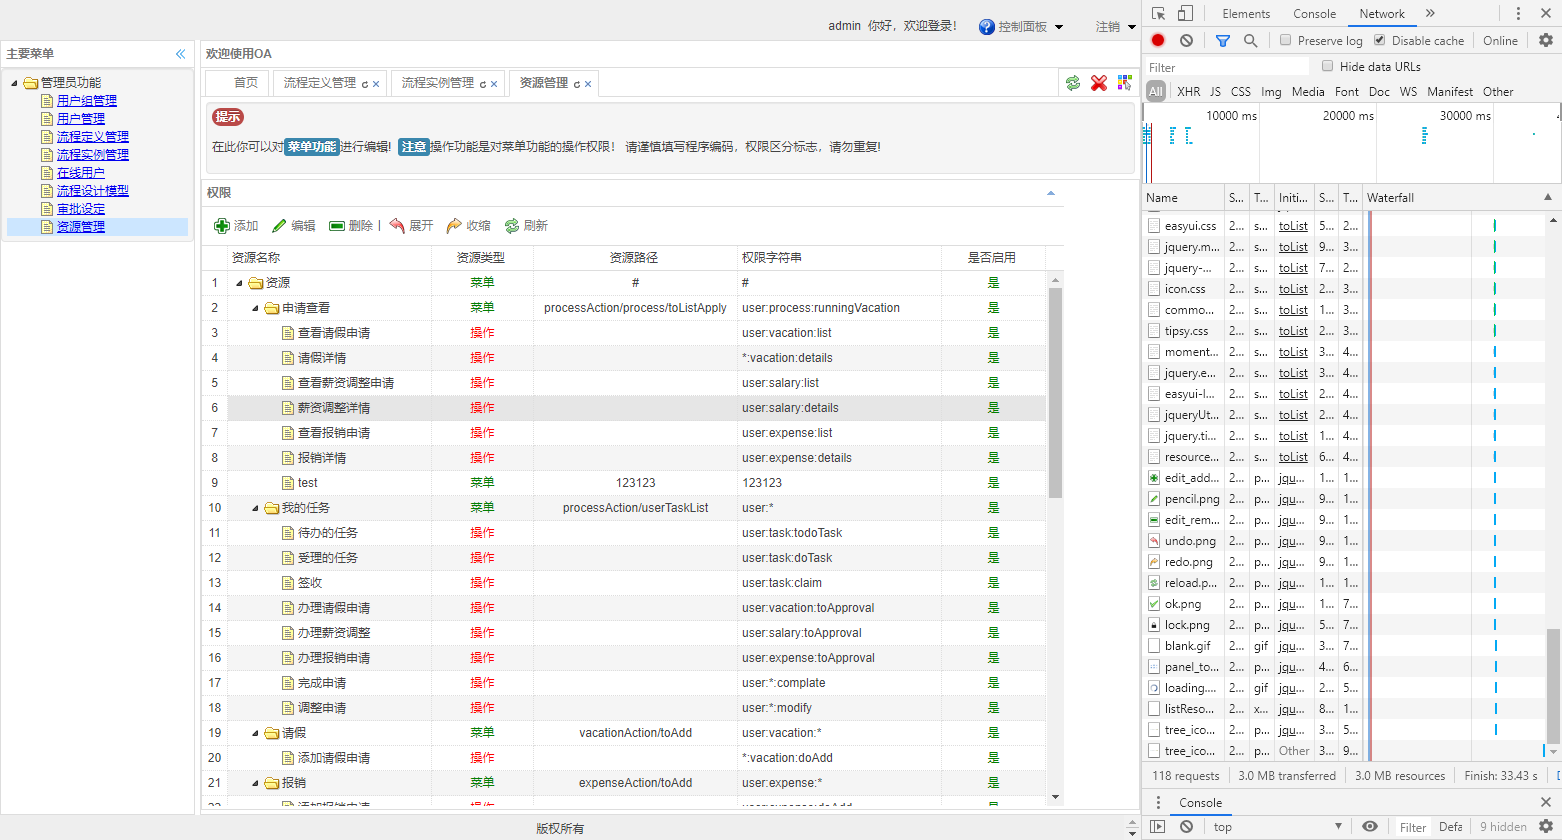 admin 你好，欢迎登录！ 控制面板 注销
主要菜单
管理员功能
用户组管理
用户管理
流程定义管理
流程实例管理
在线用户
流程设计模型
审批设定
资源管理
欢迎使用OA
首页 流程定义管理 流程实例管理 资源管理
提示
在此你可以对菜单功能进行编辑! 注意操作功能是对菜单功能的操作权限! 请谨慎填写程序编码，权限区分标志，请勿重复!
权限
添加 编辑 删除 展开 收缩 刷新
资源名称 资源类型 资源路径 权限字符串 是否启用
1 资源 菜单 # # 是
2 申请查看 菜单 processAction/process/toListApply user:process:runningVacation 是
3 查看请假申请 操作 user:vacation:list 是
4 请假详情 操作 *:vacation:details 是
5 查看薪资调整申请 操作 user:salary:list 是
6 薪资调整详情 操作 user:salary:details 是
7 查看报销申请 操作 user:expense:list 是
8 报销详情 操作 user:expense:details 是
9 test 菜单 123123 123123 是
10 我的任务 菜单 processAction/userTaskList user:* 是
11 待办的任务 操作 user:task:todoTask 是
12 受理的任务 操作 user:task:doTask 是
13 签收 操作 user:task:claim 是
14 办理请假申请 操作 user:vacation:toApproval 是
15 办理薪资调整 操作 user:salary:toApproval 是
16 办理报销申请 操作 user:expense:toApproval 是
17 完成申请 操作 user:*:complate 是
18 调整申请 操作 user:*:modify 是
19 请假 菜单 vacationAction/toAdd user:vacation:* 是
20 添加请假申请 操作 *:vacation:doAdd 是
21 报销 菜单 expenseAction/toAdd user:expense:* 是
版权所有
Elements Console Network
Preserve log Disable cache Online
Filter Hide data URLs
All XHR JS CSS Img Media Font Doc WS Manifest Other
10000 ms 20000 ms 30000 ms
Name S... T... Initi... S... T... Waterfall
easyui.css 2... s... toList 5... 2...
jquery.m... 2... s... toList 9... 3...
jquery-... 2... s... toList 7... 2...
icon.css 2... s... toList 2... 3...
commo... 2... s... toList 1... 3...
tipsy.css 2... s... toList 2... 3...
moment... 2... s... toList 3... 4...
jquery.e... 2... s... toList 3... 4...
easyui-l... 2... s... toList 2... 4...
jqueryUt... 2... s... toList 2... 4...
jquery.ti... 2... s... toList 1... 4...
resource... 2... s... toList 6... 4...
edit_add... 2... p... jqu... 1... 1...
pencil.png 2... p... jqu... 9... 1...
edit_rem... 2... p... jqu... 9... 1...
undo.png 2... p... jqu... 9... 1...
redo.png 2... p... jqu... 9... 1...
reload.p... 2... p... jqu... 1... 1...
ok.png 2... p... jqu... 1... 7...
lock.png 2... p... jqu... 5... 7...
blank.gif 2... gif jqu... 3... 7...
panel_to... 2... p... jqu... 4... 6...
loading.... 2... gif jqu... 2... 5...
listReso... 2... x... jqu... 8... 1...
tree_ico... 2... p... jqu... 3... 5...
tree_ico... 2... p... Other 3... 9...
118 requests 3.0 MB transferred 3.0 MB resources Finish: 33.43 s
Console
top Filter Defa 9 hidden